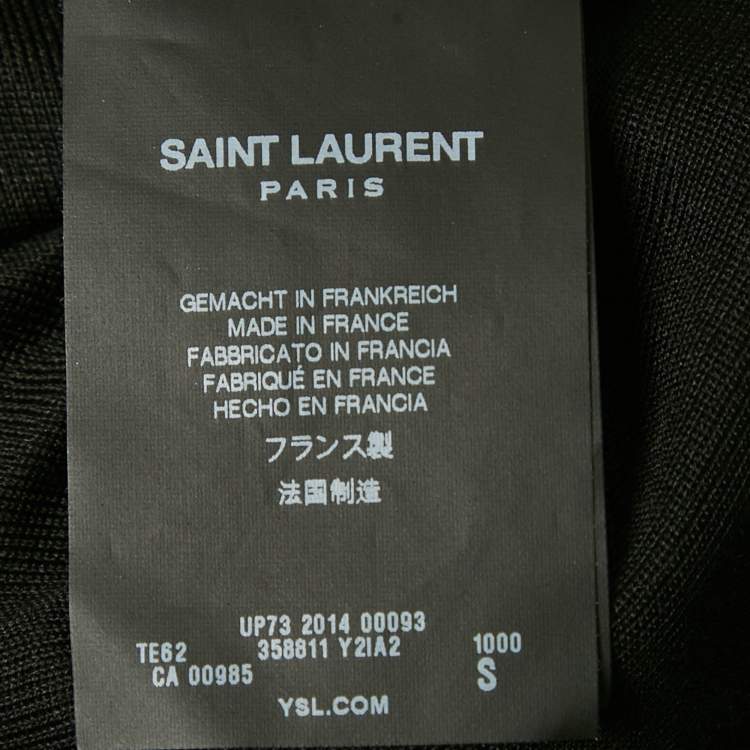 SAINT LAURENT
PARIS
GEMACHT IN FRANKREICH
MADE IN FRANCE
FABBRICATO IN FRANCIA
FABRIQUÉ EN FRANCE
HECHO EN FRANCIA
フランス製
法国制造
UP73 2014 00093
TE62 358811 Y2IA2 1000
CA 00985 S
YSL.COM